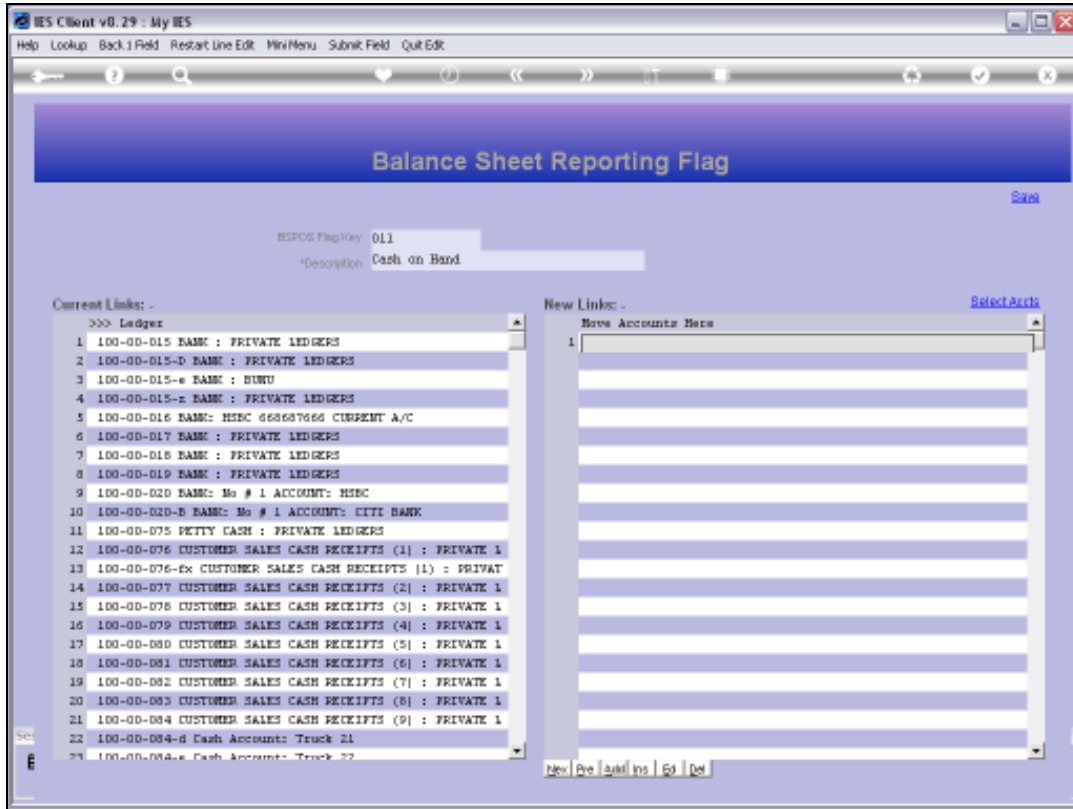 IES Client v8.29 : My IES
Help Lookup Back 1 Field Restart Line Edit MiniMenu Submit Field Quit Edit
Balance Sheet Reporting Flag
Save
BSPOS Flag Key 011
*Description Cash on Hand
Current Links: -
>>> Ledger
1 100-00-015 BANK : PRIVATE LEDGERS
2 100-00-015-D BANK : PRIVATE LEDGERS
3 100-00-015-e BANK : BUNU
4 100-00-015-z BANK : PRIVATE LEDGERS
5 100-00-016 BANK: HSBC 668687666 CURRENT A/C
6 100-00-017 BANK : PRIVATE LEDGERS
7 100-00-018 BANK : PRIVATE LEDGERS
8 100-00-019 BANK : PRIVATE LEDGERS
9 100-00-020 BANK: No # 1 ACCOUNT: HSBC
10 100-00-020-B BANK: No # 1 ACCOUNT: CITI BANK
11 100-00-075 PETTY CASH : PRIVATE LEDGERS
12 100-00-076 CUSTOMER SALES CASH RECEIPTS (1) : PRIVATE L
13 100-00-076-fx CUSTOMER SALES CASH RECEIPTS (1) : PRIVAT
14 100-00-077 CUSTOMER SALES CASH RECEIPTS (2) : PRIVATE L
15 100-00-078 CUSTOMER SALES CASH RECEIPTS (3) : PRIVATE L
16 100-00-079 CUSTOMER SALES CASH RECEIPTS (4) : PRIVATE L
17 100-00-080 CUSTOMER SALES CASH RECEIPTS (5) : PRIVATE L
18 100-00-081 CUSTOMER SALES CASH RECEIPTS (6) : PRIVATE L
19 100-00-082 CUSTOMER SALES CASH RECEIPTS (7) : PRIVATE L
20 100-00-083 CUSTOMER SALES CASH RECEIPTS (8) : PRIVATE L
21 100-00-084 CUSTOMER SALES CASH RECEIPTS (9) : PRIVATE L
22 100-00-084-d Cash Account: Truck 21
23 100-00-084-e Cash Account: Truck 22
New Links: -
Select Accts
Move Accounts Here
1
Nex Pre Add Ins Ed Del